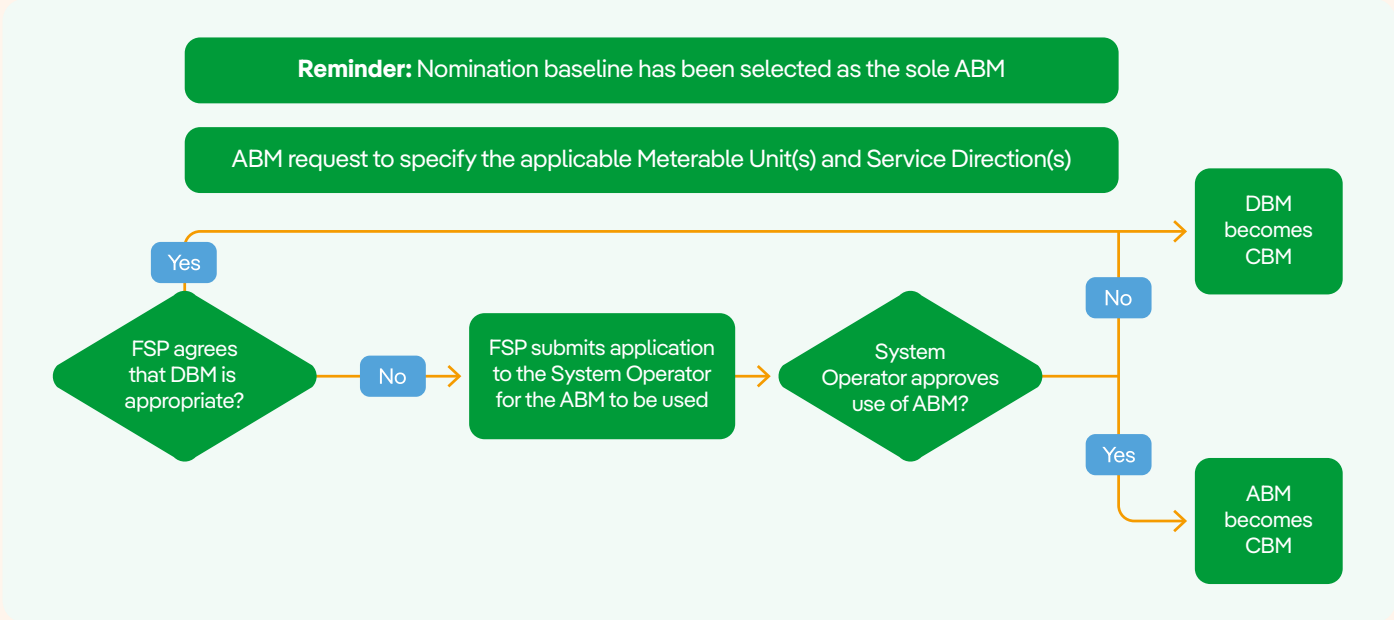 Reminder: Nomination baseline has been selected as the sole ABM
ABM request to specify the applicable Meterable Unit(s) and Service Direction(s)
DBM
becomes
CBM
Yes
No
FSP agrees
that DBM is
appropriate?
No
FSP submits application
to the System Operator
for the ABM to be used
System
Operator approves
use of ABM?
Yes
ABM
becomes
CBM